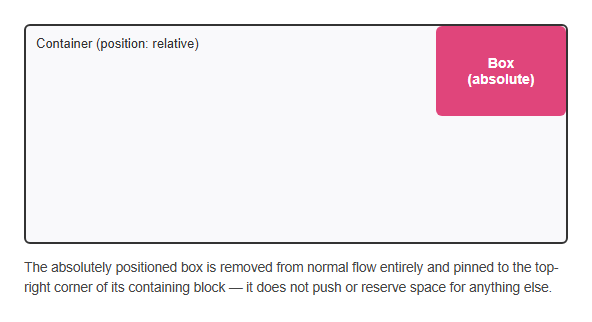 Container (position: relative)
Box
(absolute)
The absolutely positioned box is removed from normal flow entirely and pinned to the top-
right corner of its containing block — it does not push or reserve space for anything else.